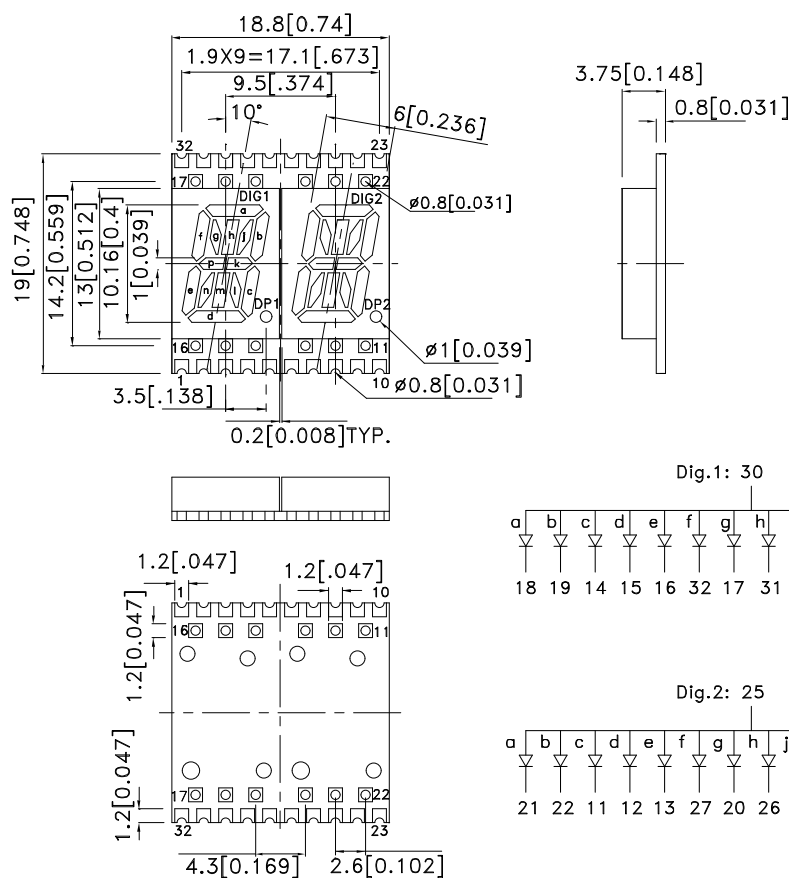 18.8[0.74]
1.9X9=17.1[.673]
9.5[.374]
10°
6[0.236]
3.75[0.148]
0.8[0.031]
32
23
17
22
DIG1
DIG2
ø0.8[0.031]
a
f
g
h
j
b
p
k
e
n
m
l
c
d
DP1
DP2
19[0.748]
14.2[0.559]
13[0.512]
10.16[0.4]
1[0.039]
16
11
1
10
ø1[0.039]
3.5[.138]
ø0.8[0.031]
0.2[0.008]TYP.
Dig.1: 30
a b c d e f g h
18 19 14 15 16 32 17 31
1.2[.047]
1.2[.047]
1
10
16
11
1.2[0.047]
1.2[0.047]
17
22
32
23
4.3[0.169]
2.6[0.102]
Dig.2: 25
a b c d e f g h j
21 22 11 12 13 27 20 26